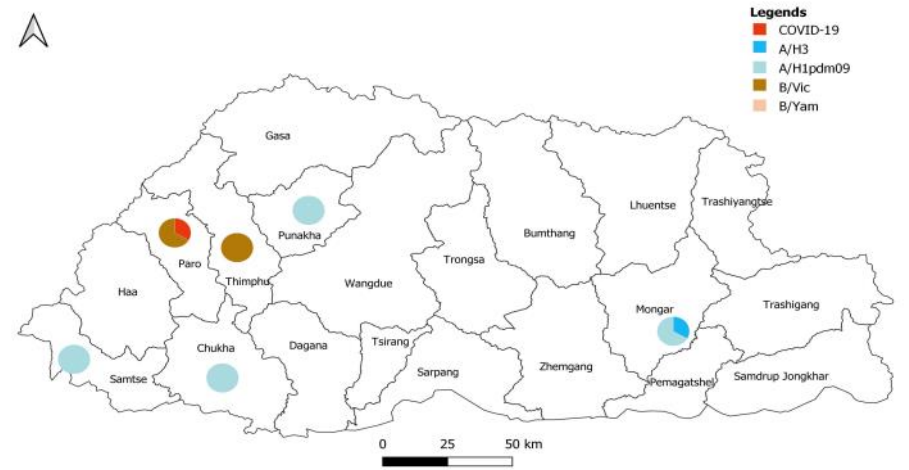 Legends
COVID-19
A/H3
A/H1pdm09
B/Vic
B/Yam
Gasa
Punakha
Paro
Thimphu
Haa
Wangdue
Trongsa
Bumthang
Lhuentse
Trashiyangtse
Mongar
Trashigang
Chukha
Dagana
Tsirang
Samtse
Sarpang
Zhemgang
Pemagatshel
Samdrup Jongkhar
0 25 50 km